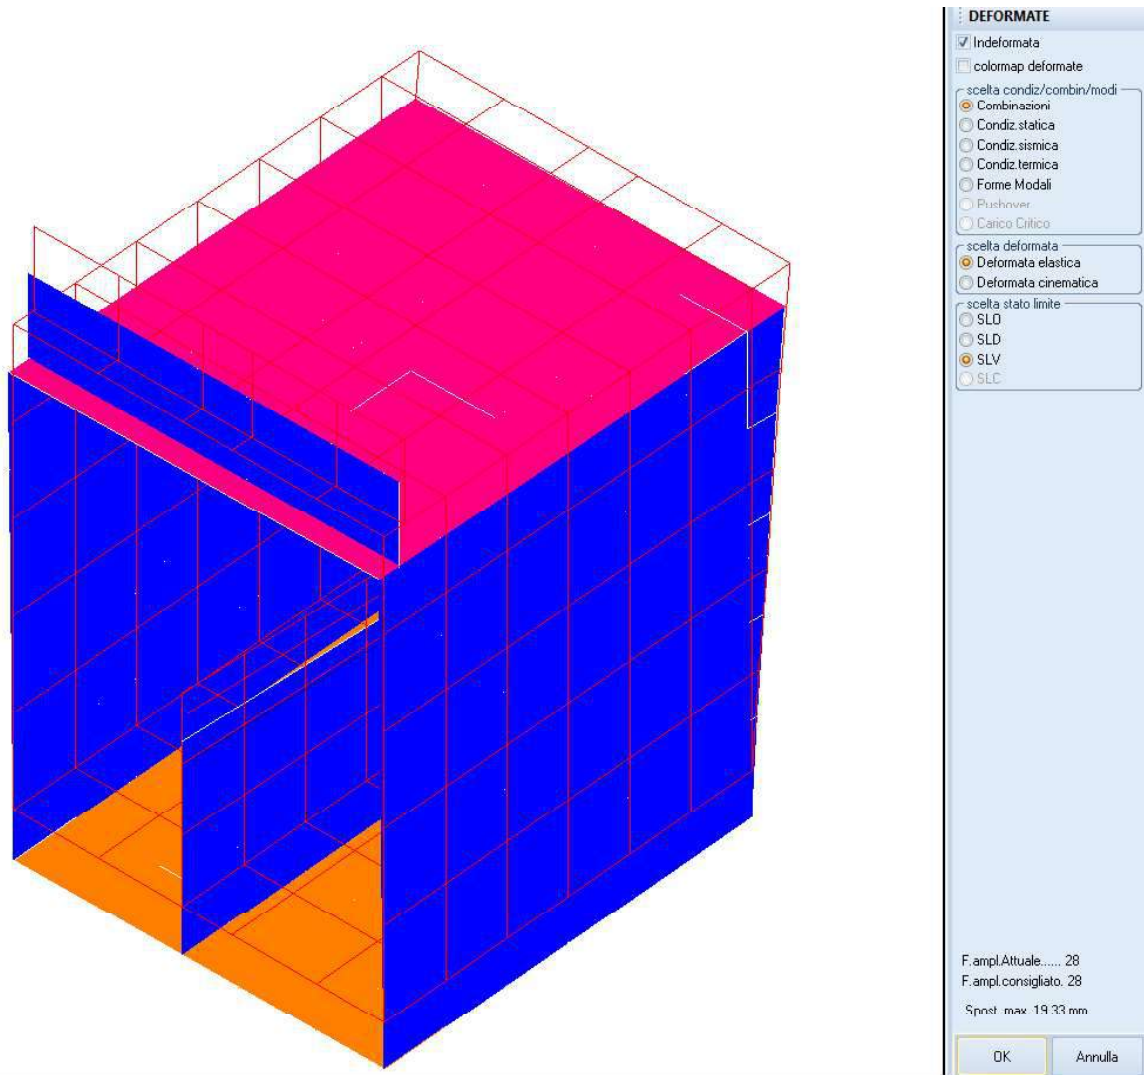 DEFORMATE
Indeformata
colormap deformate
scelta condiz/combin/modi
Combinazioni
Condiz.statica
Condiz.sismica
Condiz.termica
Forme Modali
Pushover
Carico Critico
scelta deformata
Deformata elastica
Deformata cinematica
scelta stato limite
SLO
SLD
SLV
SLC
F.ampl.Attuale...... 28
F.ampl.consigliato. 28
Spost. max. 19.33 mm
OK
Annulla